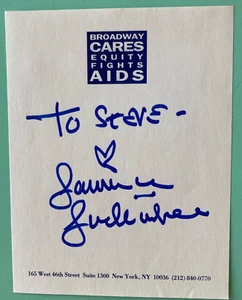 BROADWAY
CARES
EQUITY
FIGHTS
AIDS
TO STEVE -
165 West 46th Street Suite 1300 New York, NY 10036 (212) 840-0770